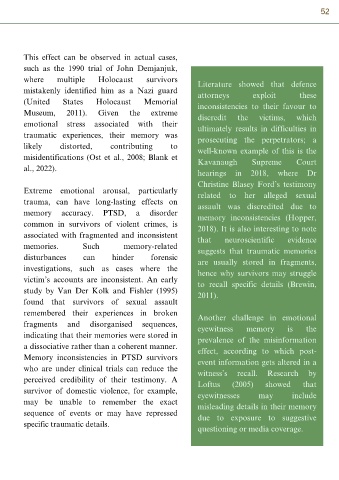 52
This effect can be observed in actual cases,
such as the 1990 trial of John Demjanjuk,
where multiple Holocaust survivors
mistakenly identified him as a Nazi guard
(United States Holocaust Memorial
Museum, 2011). Given the extreme
emotional stress associated with their
traumatic experiences, their memory was
likely distorted, contributing to
misidentifications (Ost et al., 2008; Blank et
al., 2022).
Extreme emotional arousal, particularly
trauma, can have long-lasting effects on
memory accuracy. PTSD, a disorder
common in survivors of violent crimes, is
associated with fragmented and inconsistent
memories. Such memory-related
disturbances can hinder forensic
investigations, such as cases where the
victim's accounts are inconsistent. An early
study by Van Der Kolk and Fishler (1995)
found that survivors of sexual assault
remembered their experiences in broken
fragments and disorganised sequences,
indicating that their memories were stored in
a dissociative rather than a coherent manner.
Memory inconsistencies in PTSD survivors
who are under clinical trials can reduce the
perceived credibility of their testimony. A
survivor of domestic violence, for example,
may be unable to remember the exact
sequence of events or may have repressed
specific traumatic details.
Literature showed that defence
attorneys exploit these
inconsistencies to their favour to
discredit the victims, which
ultimately results in difficulties in
prosecuting the perpetrators; a
well-known example of this is the
Kavanaugh Supreme Court
hearings in 2018, where Dr
Christine Blasey Ford's testimony
related to her alleged sexual
assault was discredited due to
memory inconsistencies (Hopper,
2018). It is also interesting to note
that neuroscientific evidence
suggests that traumatic memories
are usually stored in fragments,
hence why survivors may struggle
to recall specific details (Brewin,
2011).
Another challenge in emotional
eyewitness memory is the
prevalence of the misinformation
effect, according to which post-
event information gets altered in a
witness's recall. Research by
Loftus (2005) showed that
eyewitnesses may include
misleading details in their memory
due to exposure to suggestive
questioning or media coverage.